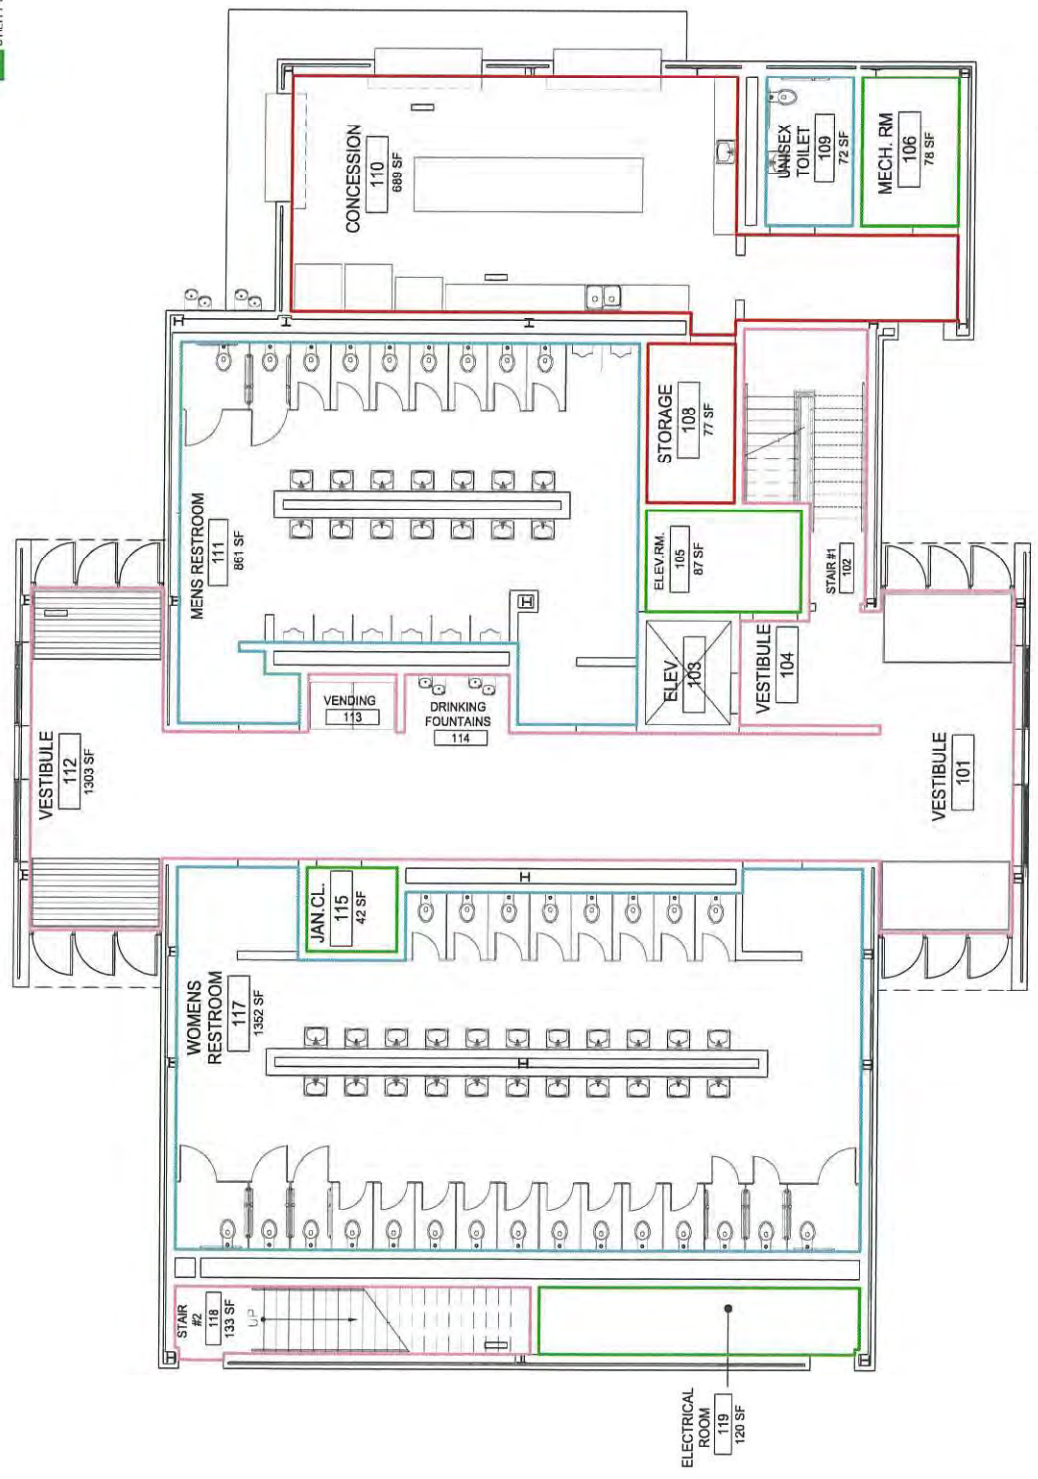 CONCESSION
110
689 SF
UNISEX
TOILET
109
72 SF
MECH. RM
106
78 SF
STORAGE
108
77 SF
MENS RESTROOM
111
861 SF
ELEV.RM.
105
87 SF
STAIR #1
102
ELEV
103
VESTIBULE
104
VENDING
113
DRINKING
FOUNTAINS
114
VESTIBULE
112
1303 SF
VESTIBULE
101
JAN.CL.
115
42 SF
WOMENS
RESTROOM
117
1352 SF
STAIR
#2
118
133 SF
UP
ELECTRICAL
ROOM
119
120 SF